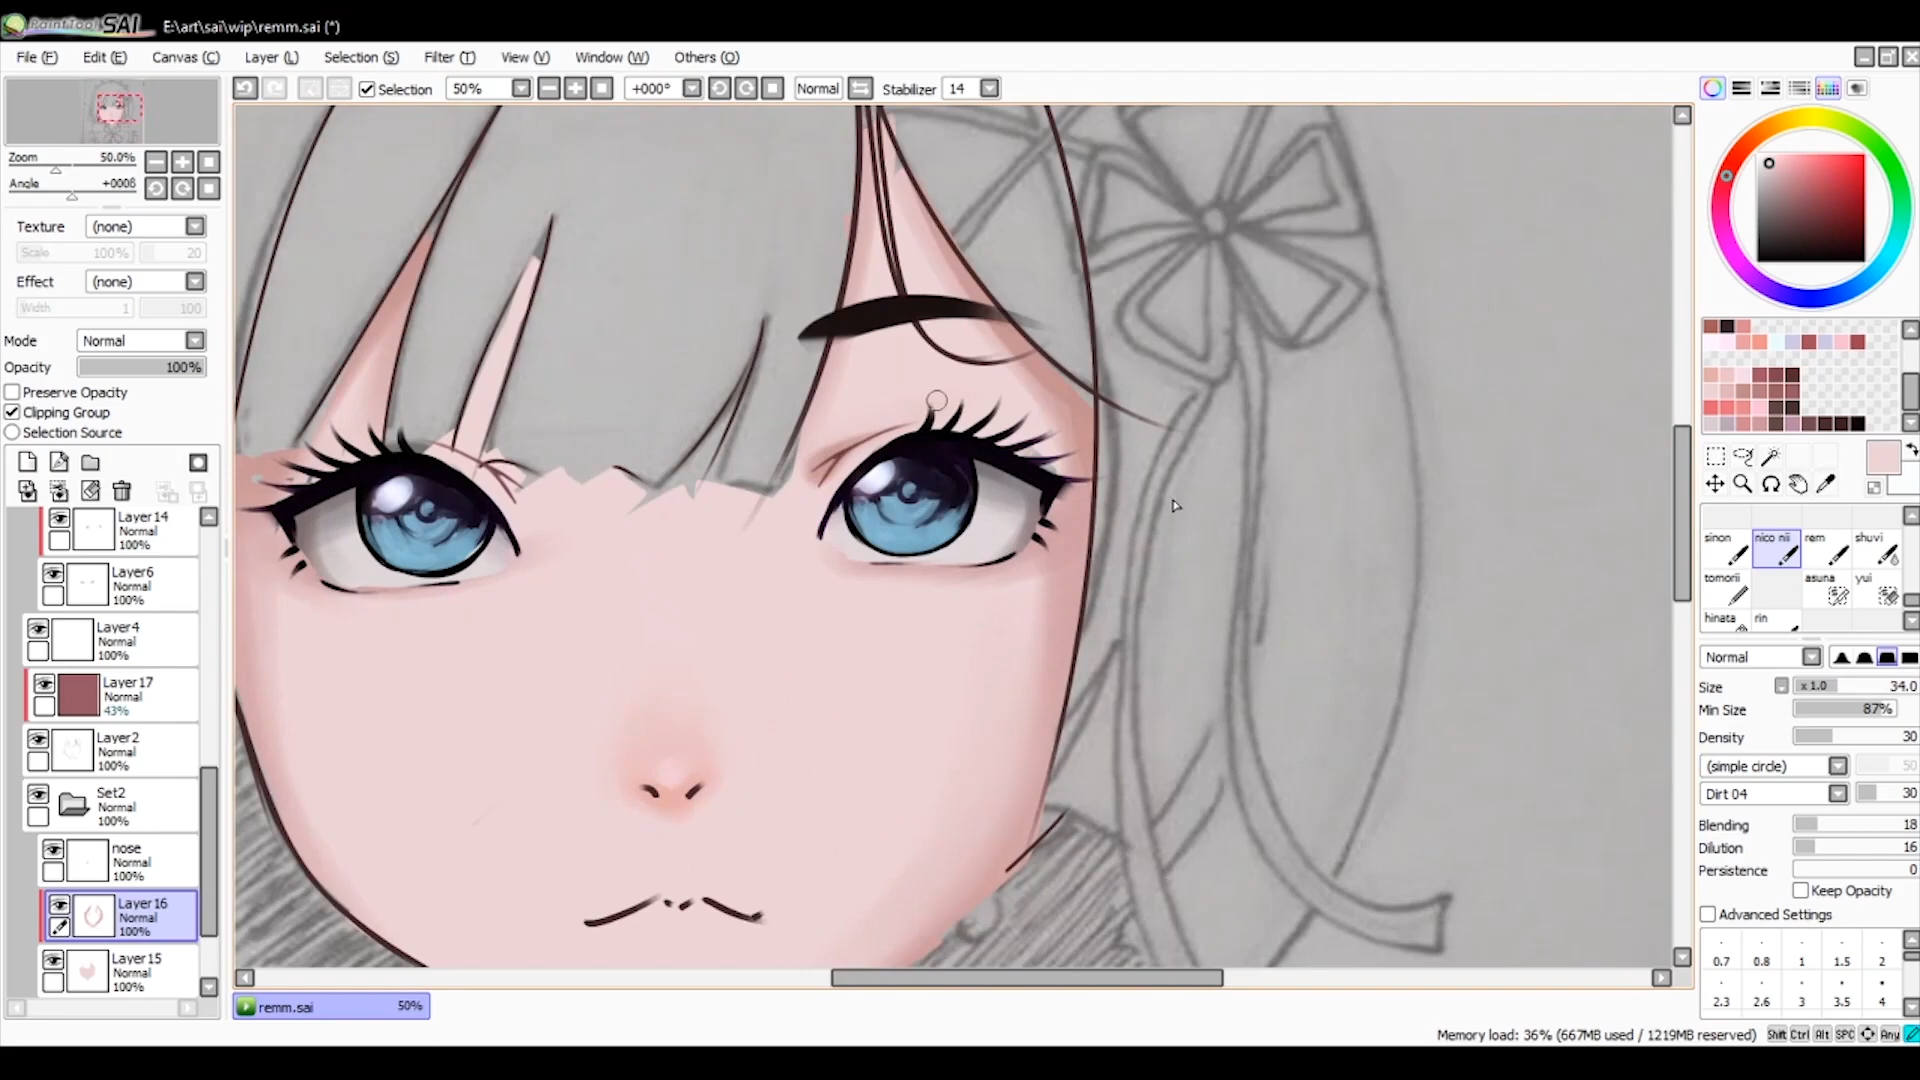 PaintTool SAI E:\art\sai\wip\remm.sai (*)
File (F) Edit (E) Canvas (C) Layer (L) Selection (S) Filter (T) View (V) Window (W) Others (O)
Selection 50% +000° Normal Stabilizer 14
Zoom 50.0%
Angle +0008
Texture (none)
Scale 100% 20
Effect (none)
Width 1 100
Mode Normal
Opacity 100%
Preserve Opacity
Clipping Group
Selection Source
Layer14
Normal
100%
Layer6
Normal
100%
Layer4
Normal
100%
Layer17
Normal
43%
Layer2
Normal
100%
Set2
Normal
100%
nose
Normal
100%
Layer16
Normal
100%
Layer15
Normal
100%
remm.sai 50%
sinon nico nii rem shuvi
tomorii asuna yui
hinata rin
Normal
Size x 1.0 34.0
Min Size 87%
Density 30
(simple circle) 50
Dirt 04 30
Blending 18
Dilution 16
Persistence 0
Keep Opacity
Advanced Settings
0.7 0.8 1 1.5 2
2.3 2.6 3 3.5 4
Memory load: 36% (667MB used / 1219MB reserved) Shift Ctrl Alt SPC Any